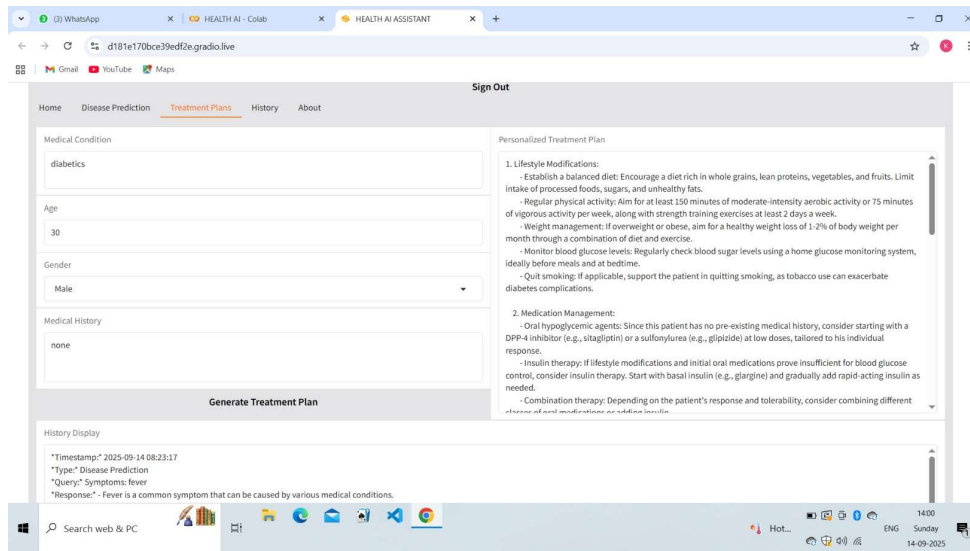 (3) WhatsApp
HEALTH AI - Colab
HEALTH AI ASSISTANT
d181e170bce39edf2e.gradio.live
K
Gmail
YouTube
Maps
Sign Out
Home
Disease Prediction
Treatment Plans
History
About
Medical Condition
diabetics
Age
30
Gender
Male
Medical History
none
Generate Treatment Plan
Personalized Treatment Plan
1. Lifestyle Modifications:
- Establish a balanced diet: Encourage a diet rich in whole grains, lean proteins, vegetables, and fruits. Limit
intake of processed foods, sugars, and unhealthy fats.
- Regular physical activity: Aim for at least 150 minutes of moderate-intensity aerobic activity or 75 minutes
of vigorous activity per week, along with strength training exercises at least 2 days a week.
- Weight management: If overweight or obese, aim for a healthy weight loss of 1-2% of body weight per
month through a combination of diet and exercise.
- Monitor blood glucose levels: Regularly check blood sugar levels using a home glucose monitoring system,
ideally before meals and at bedtime.
- Quit smoking: If applicable, support the patient in quitting smoking, as tobacco use can exacerbate
diabetes complications.
2. Medication Management:
- Oral hypoglycemic agents: Since this patient has no pre-existing medical history, consider starting with a
DPP-4 inhibitor (e.g., sitagliptin) or a sulfonylurea (e.g., glipizide) at low doses, tailored to his individual
response.
- Insulin therapy: If lifestyle modifications and initial oral medications prove insufficient for blood glucose
control, consider insulin therapy. Start with basal insulin (e.g., glargine) and gradually add rapid-acting insulin as
needed.
- Combination therapy: Depending on the patient's response and tolerability, consider combining different
classes of oral medications or adding insulin
History Display
*Timestamp:* 2025-09-14 08:23:17
*Type:* Disease Prediction
*Query:* Symptoms: fever
*Response:* - Fever is a common symptom that can be caused by various medical conditions.
Search web & PC
Hot...
ENG
14:00
Sunday
14-09-2025